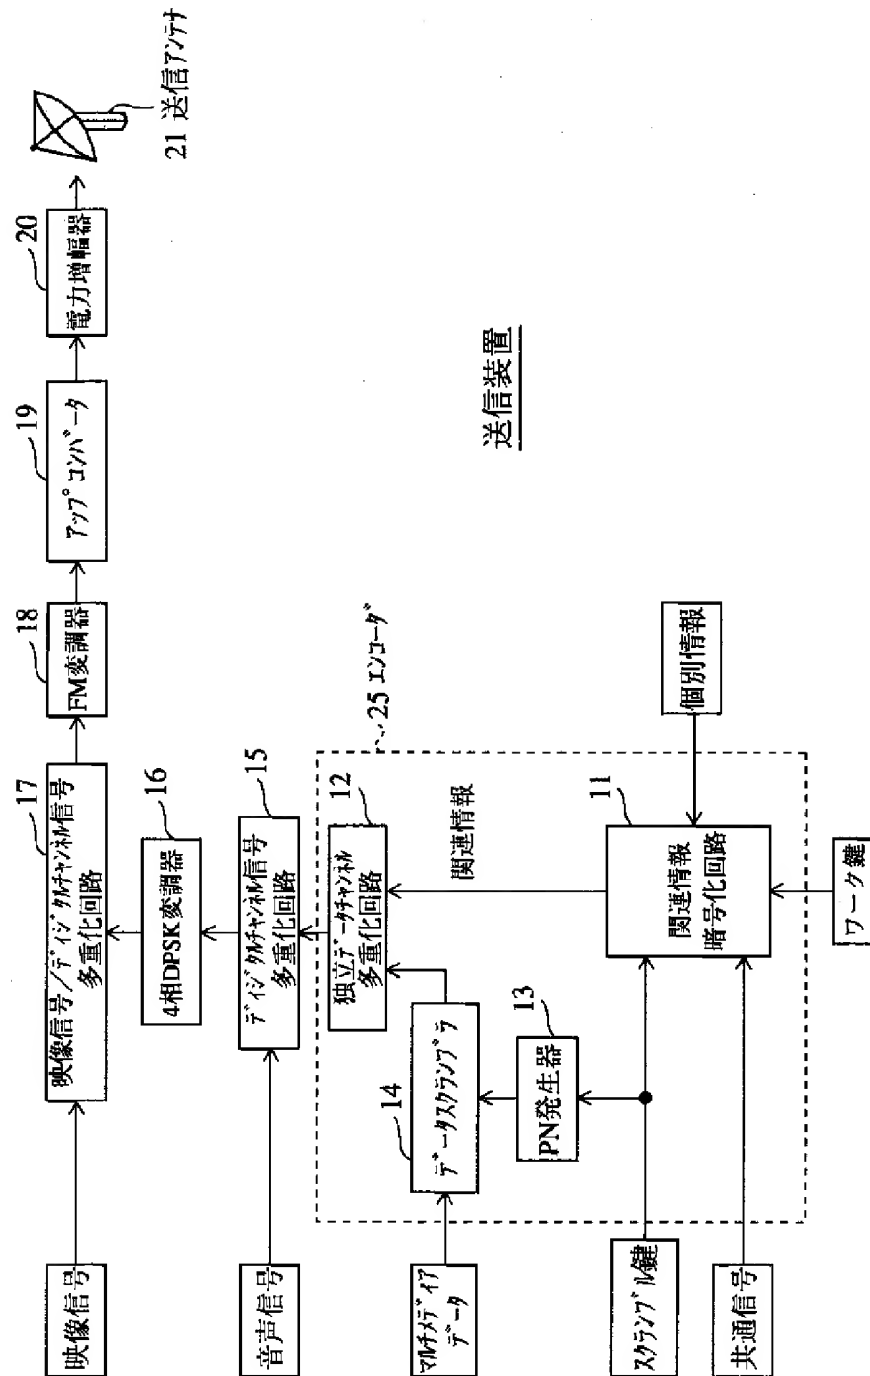 映像信号
17
映像信号/ディジタルチャンネル信号
多重化回路
18
FM変調器
19
アップコンバータ
20
電力増幅器
21 送信アンテナ
16
4相DPSK変調器
音声信号
15
ディジタルチャンネル信号
多重化回路
送信装置
25 エンコーダ
12
独立データチャンネル
多重化回路
関連情報
マルチメディア
データ
14
データスクランブラ
13
PN発生器
スクランブル鍵
共通信号
11
関連情報
暗号化回路
個別情報
ワーク鍵